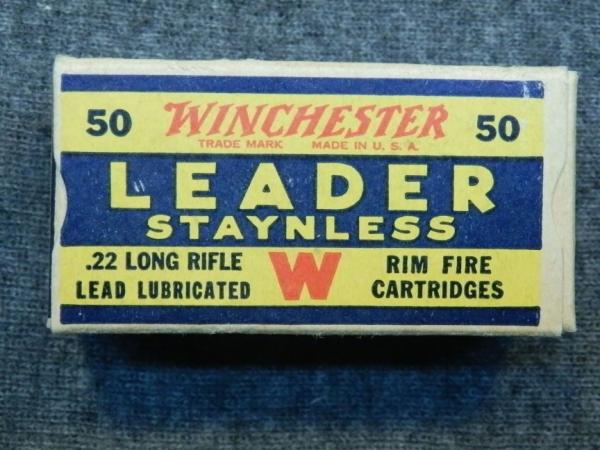 50 WINCHESTER 50
TRADE MARK MADE IN U. S. A.
LEADER
STAYNLESS
.22 LONG RIFLE W RIM FIRE
LEAD LUBRICATED CARTRIDGES